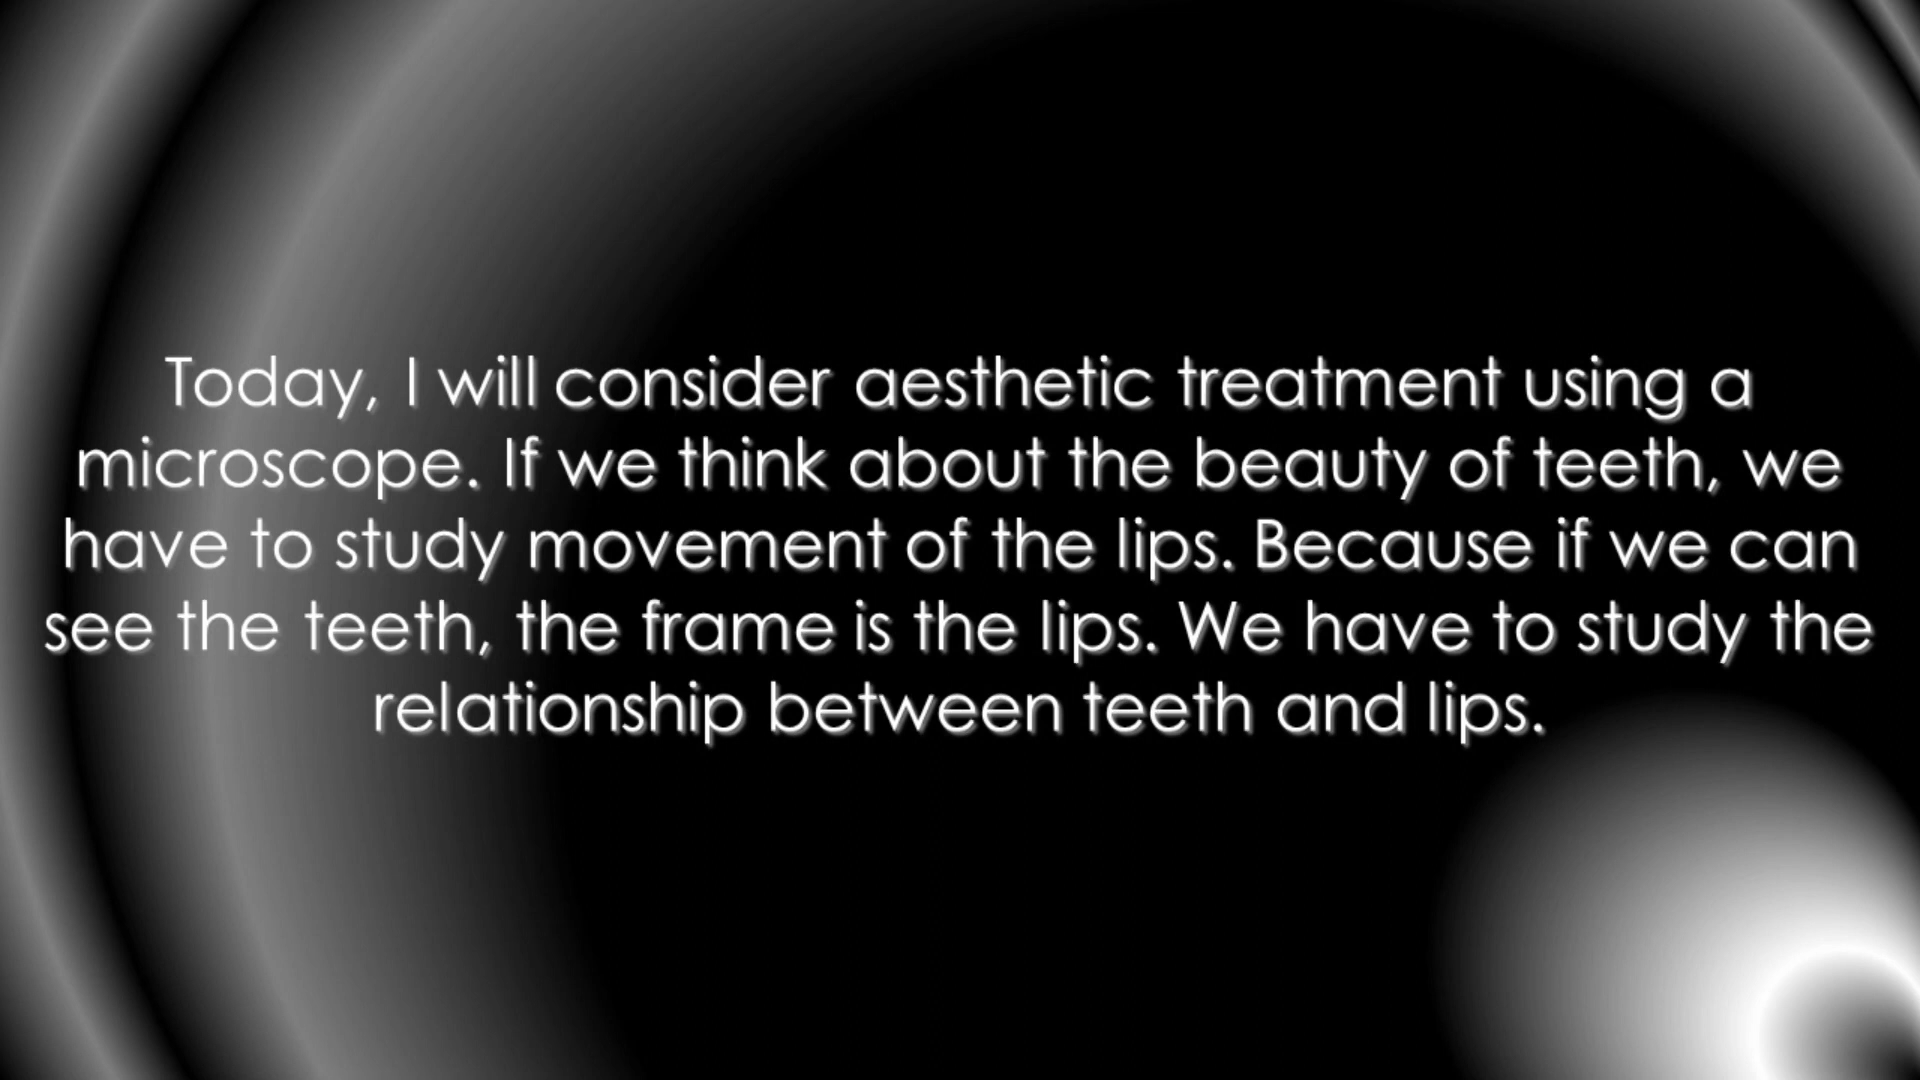 Today, I will consider aesthetic treatment using a
microscope. If we think about the beauty of teeth, we
have to study movement of the lips. Because if we can
see the teeth, the frame is the lips. We have to study the
relationship between teeth and lips.